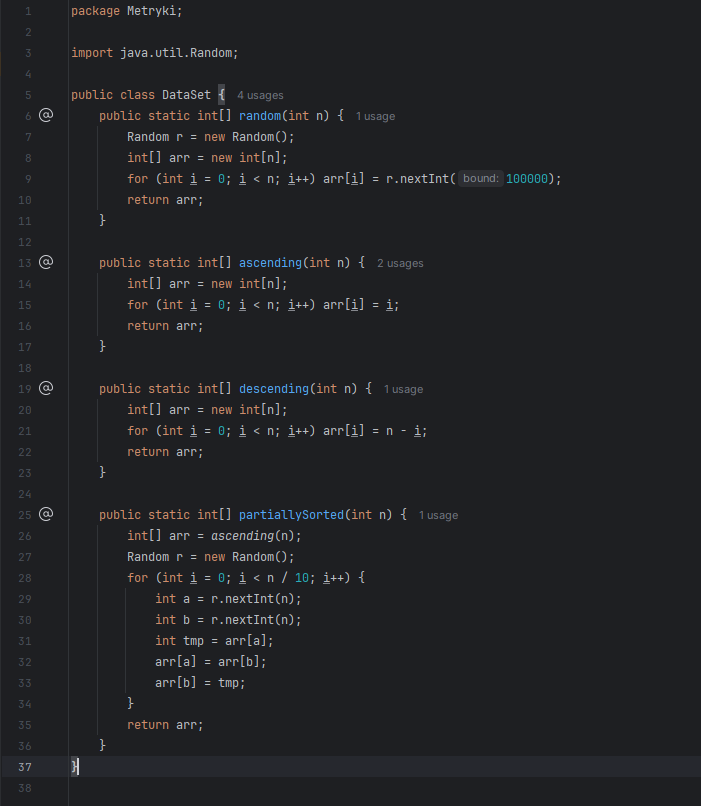 1 package Metryki;
2
3 import java.util.Random;
4
5 public class DataSet { 4 usages
6 @ public static int[] random(int n) { 1 usage
7 Random r = new Random();
8 int[] arr = new int[n];
9 for (int i = 0; i < n; i++) arr[i] = r.nextInt( bound: 100000);
10 return arr;
11 }
12
13 @ public static int[] ascending(int n) { 2 usages
14 int[] arr = new int[n];
15 for (int i = 0; i < n; i++) arr[i] = i;
16 return arr;
17 }
18
19 @ public static int[] descending(int n) { 1 usage
20 int[] arr = new int[n];
21 for (int i = 0; i < n; i++) arr[i] = n - i;
22 return arr;
23 }
24
25 @ public static int[] partiallySorted(int n) { 1 usage
26 int[] arr = ascending(n);
27 Random r = new Random();
28 for (int i = 0; i < n / 10; i++) {
29 int a = r.nextInt(n);
30 int b = r.nextInt(n);
31 int tmp = arr[a];
32 arr[a] = arr[b];
33 arr[b] = tmp;
34 }
35 return arr;
36 }
37 }
38